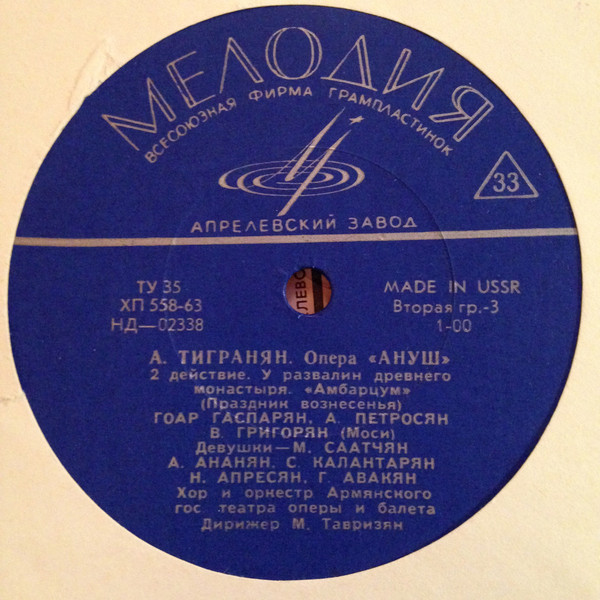 МЕЛОДИЯ
ВСЕСОЮЗНАЯ ФИРМА ГРАМПЛАСТИНОК
33
АПРЕЛЕВСКИЙ ЗАВОД
ТУ 35
ХП 558-63
НД—02338
ЛЕВО
MADE IN USSR
Вторая гр.-3
1-00
А. ТИГРАНЯН. Опера «АНУШ»
2 действие. У развалин древнего
монастыря. «Амбарцум»
(Праздник вознесенья)
ГОАР ГАСПАРЯН, А. ПЕТРОСЯН
В. ГРИГОРЯН (Моси)
Девушки—М. СААТЧЯН
А. АНАНЯН, С. КАЛАНТАРЯН
Н. АПРЕСЯН, Г. АВАКЯН
Хор и оркестр Армянского
гос. театра оперы и балета
Дирижер М. Тавризян